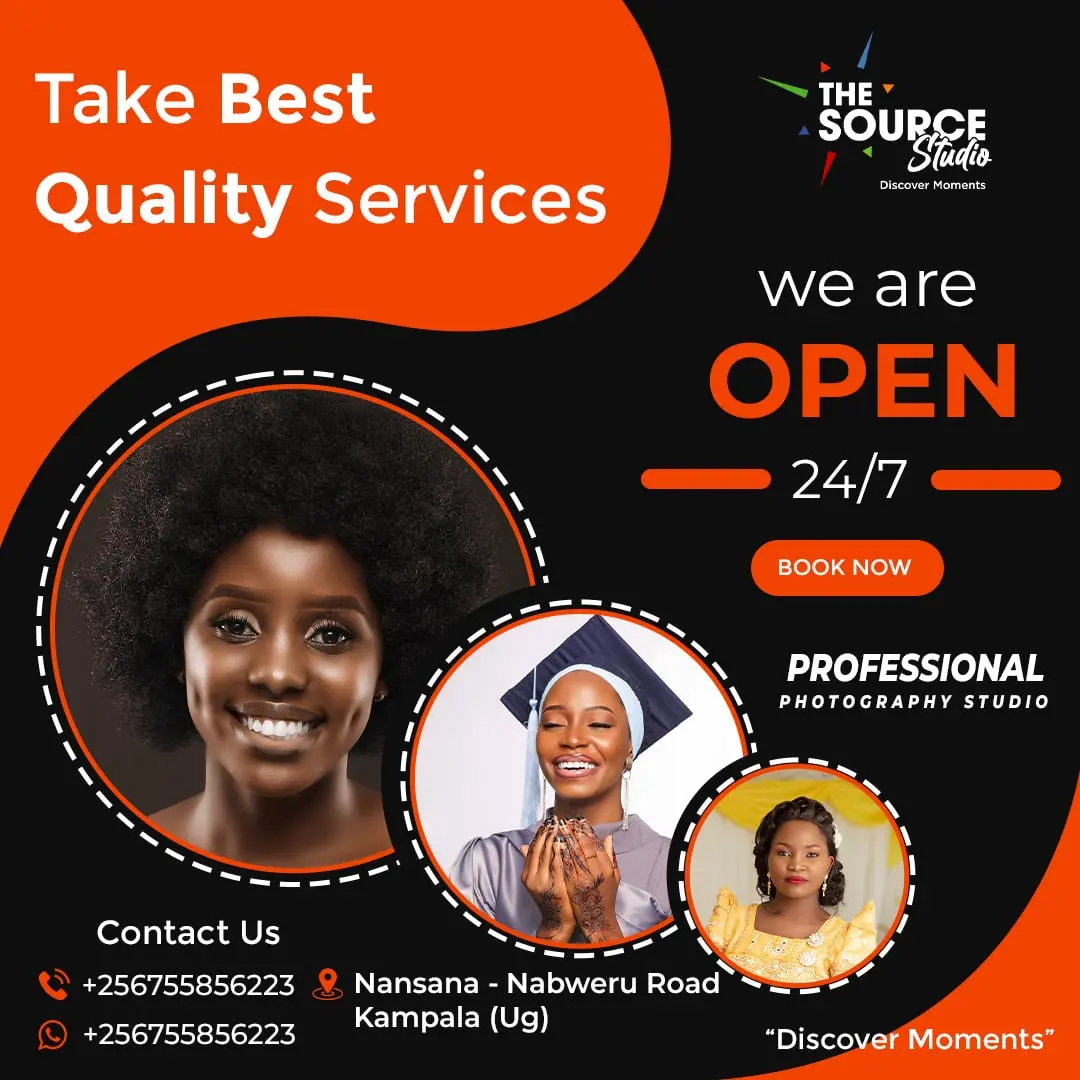 Take Best
Quality Services
THE
SOURCE
Studio
Discover Moments
we are
OPEN
24/7
BOOK NOW
PROFESSIONAL
PHOTOGRAPHY STUDIO
Contact Us
+256755856223
+256755856223
Nansana - Nabweru Road
Kampala (Ug)
“Discover Moments”